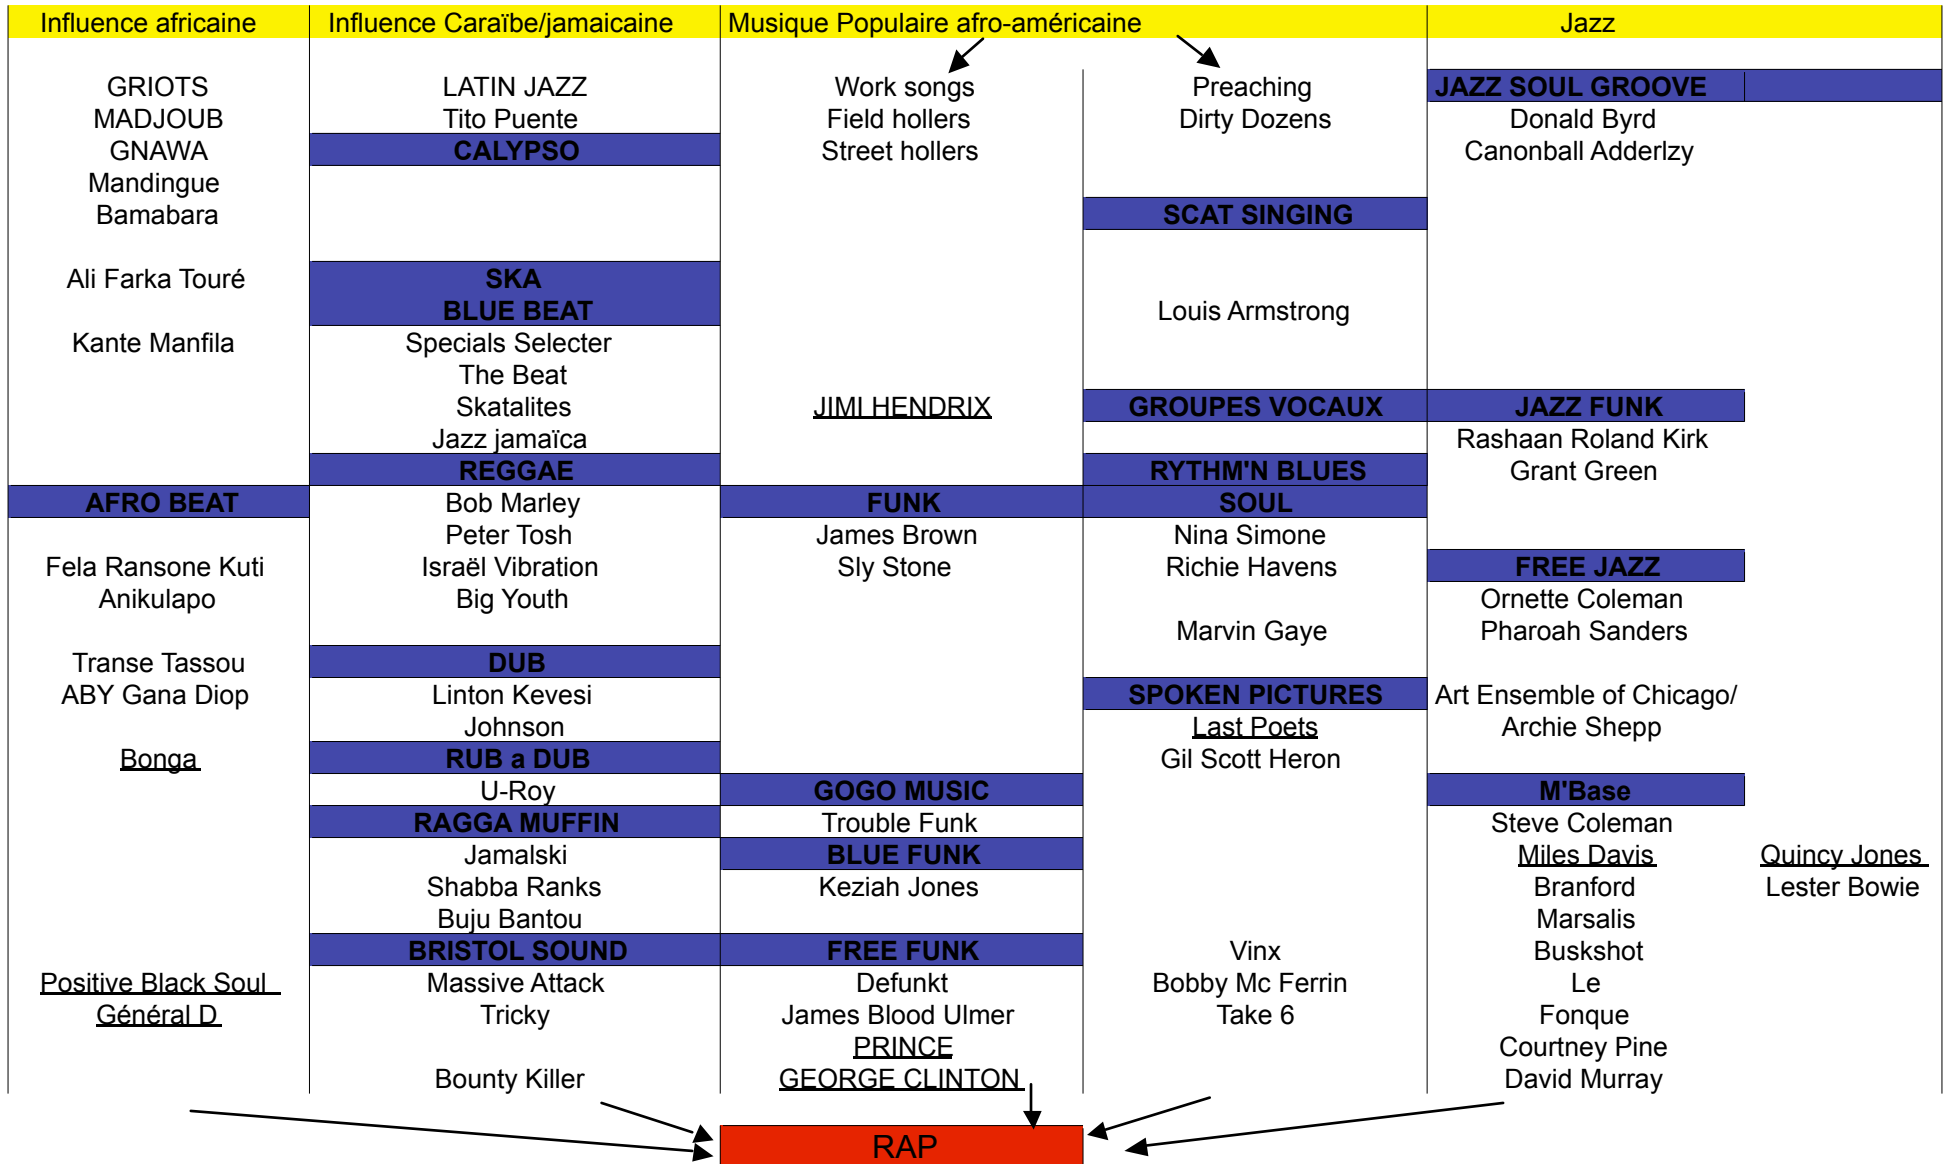 Influence africaine
Influence Caraïbe/jamaicaine
Musique Populaire afro-américaine
Jazz
GRIOTS
MADJOUB
GNAWA
Mandingue
Bamabara
Ali Farka Touré
Kante Manfila
AFRO BEAT
Fela Ransone Kuti
Anikulapo
Transe Tassou
ABY Gana Diop
Bonga
Positive Black Soul
Général D
LATIN JAZZ
Tito Puente
CALYPSO
SKA
BLUE BEAT
Specials Selecter
The Beat
Skatalites
Jazz jamaïca
REGGAE
Bob Marley
Peter Tosh
Israël Vibration
Big Youth
DUB
Linton Kevesi
Johnson
RUB a DUB
U-Roy
RAGGA MUFFIN
Jamalski
Shabba Ranks
Buju Bantou
BRISTOL SOUND
Massive Attack
Tricky
Bounty Killer
Work songs
Field hollers
Street hollers
JIMI HENDRIX
FUNK
James Brown
Sly Stone
GOGO MUSIC
Trouble Funk
BLUE FUNK
Keziah Jones
FREE FUNK
Defunkt
James Blood Ulmer
PRINCE
GEORGE CLINTON
Preaching
Dirty Dozens
SCAT SINGING
Louis Armstrong
GROUPES VOCAUX
RYTHM'N BLUES
SOUL
Nina Simone
Richie Havens
Marvin Gaye
SPOKEN PICTURES
Last Poets
Gil Scott Heron
Vinx
Bobby Mc Ferrin
Take 6
JAZZ SOUL GROOVE
Donald Byrd
Canonball Adderlzy
JAZZ FUNK
Rashaan Roland Kirk
Grant Green
FREE JAZZ
Ornette Coleman
Pharoah Sanders
Art Ensemble of Chicago/
Archie Shepp
M'Base
Steve Coleman
Miles Davis
Branford
Marsalis
Buskshot
Le
Fonque
Courtney Pine
David Murray
Quincy Jones
Lester Bowie
RAP